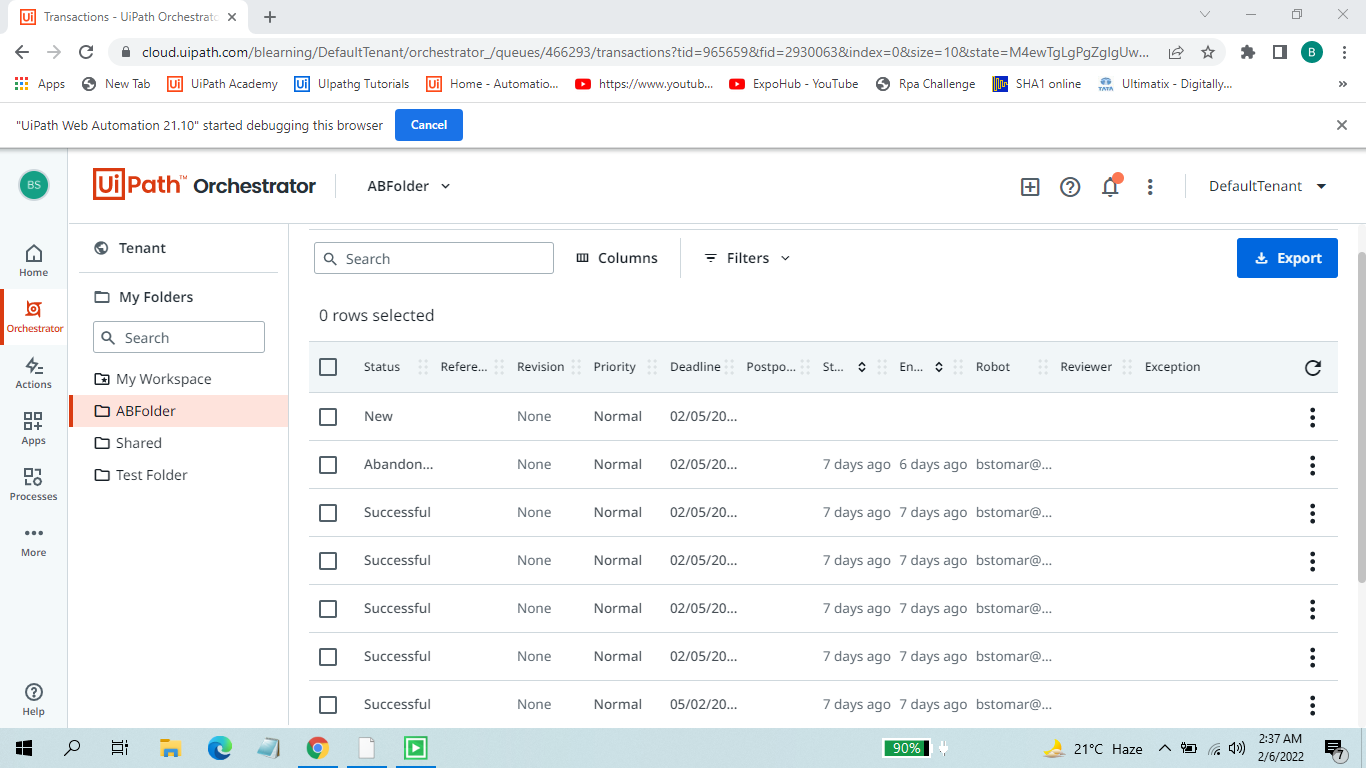 Ui Transactions - UiPath Orchestrato
cloud.uipath.com/blearning/DefaultTenant/orchestrator_/queues/466293/transactions?tid=965659&fid=2930063&index=0&size=10&state=M4ewTgLgPgZgIgUw... B
Apps New Tab Ui UiPath Academy Ui UIpathg Tutorials Ui Home - Automatio... https://www.youtub... ExpoHub - YouTube Rpa Challenge SHA1 online TATA Ultimatix - Digitally... »
"UiPath Web Automation 21.10" started debugging this browser Cancel
BS Ui Path™ Orchestrator ABFolder DefaultTenant
Home
Orchestrator
Actions
Apps
Processes
More
Help
Tenant
My Folders
Search
My Workspace
ABFolder
Shared
Test Folder
Search Columns Filters Export
0 rows selected
Status Refere... Revision Priority Deadline Postpo... St... En... Robot Reviewer Exception
New None Normal 02/05/20...
Abandon... None Normal 02/05/20... 7 days ago 6 days ago bstomar@...
Successful None Normal 02/05/20... 7 days ago 7 days ago bstomar@...
Successful None Normal 02/05/20... 7 days ago 7 days ago bstomar@...
Successful None Normal 02/05/20... 7 days ago 7 days ago bstomar@...
Successful None Normal 02/05/20... 7 days ago 7 days ago bstomar@...
Successful None Normal 05/02/20... 7 days ago 7 days ago bstomar@...
90% 21°C Haze 2:37 AM
2/6/2022 7